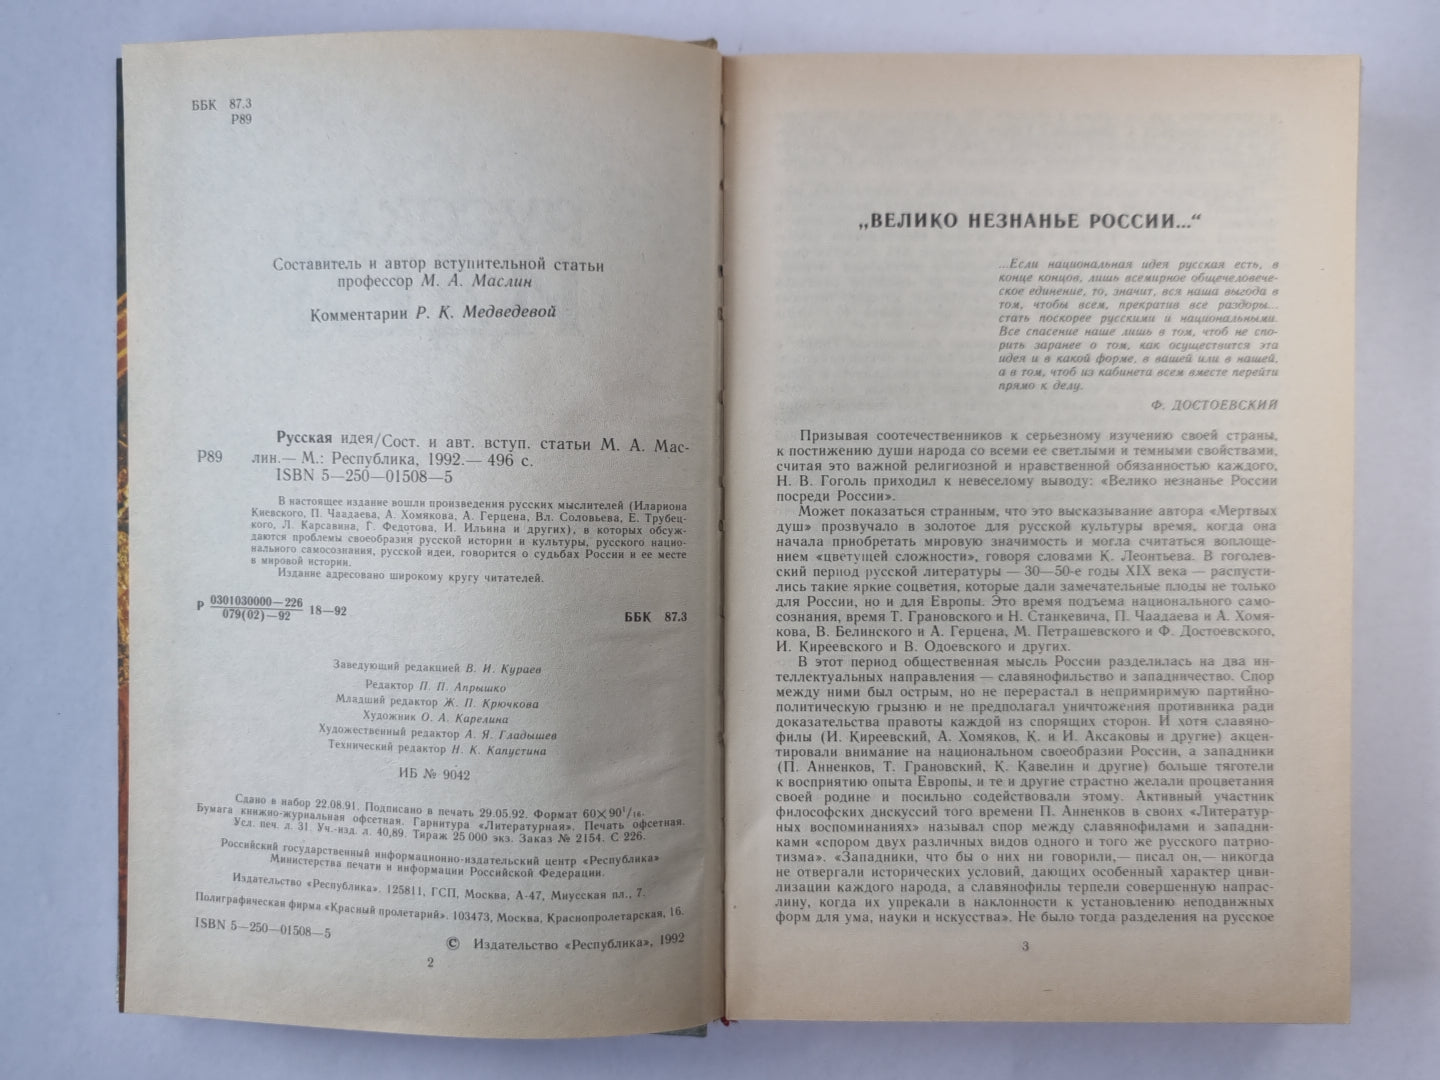 ББК 87.3
Р89
Составитель и автор вступительной статьи
профессор М. А. Маслин
Комментарии Р. К. Медведевой
Русская идея/Сост. и авт. вступ. статьи М. А. Мас-
Р89 лин.— М.: Республика, 1992.— 496 с.
ISBN 5—250—01508—5
В настоящее издание вошли произведения русских мыслителей (Илариона
Киевского, П. Чаадаева, А. Хомякова, А. Герцена, Вл. Соловьева, Е. Трубец-
кого, Л. Карсавина, Г. Федотова, И. Ильина и других), в которых обсуж-
даются проблемы своеобразия русской истории и культуры, русского нацио-
нального самосознания, русской идеи, говорится о судьбах России и ее месте
в мировой истории.
Издание адресовано широкому кругу читателей.
Р 0301030000—226
079(02)—92 18—92
ББК 87.3
Заведующий редакцией В. И. Кураев
Редактор П. П. Апрышко
Младший редактор Ж. П. Крючкова
Художник О. А. Карелина
Художественный редактор А. Я. Гладышев
Технический редактор Н. К. Капустина
ИБ № 9042
Сдано в набор 22.08.91. Подписано в печать 29.05.92. Формат 60×90¹/₁₆.
Бумага книжно-журнальная офсетная. Гарнитура «Литературная». Печать офсетная.
Усл. печ. л. 31. Уч.-изд. л. 40,89. Тираж 25 000 экз. Заказ № 2154. С 226.
Российский государственный информационно-издательский центр «Республика»
Министерства печати и информации Российской Федерации.
Издательство «Республика». 125811, ГСП, Москва, А-47, Миусская пл., 7.
Полиграфическая фирма «Красный пролетарий». 103473, Москва, Краснопролетарская, 16.
ISBN 5—250—01508—5
© Издательство «Республика», 1992
2
„ВЕЛИКО НЕЗНАНЬЕ РОССИИ...“
...Если национальная идея русская есть, в
конце концов, лишь всемирное общечеловече-
ское единение, то, значит, вся наша выгода в
том, чтобы всем, прекратив все раздоры...
стать поскорее русскими и национальными.
Все спасение наше лишь в том, чтоб не спо-
рить заранее о том, как осуществится эта
идея и в какой форме, в вашей или в нашей,
а в том, чтоб из кабинета всем вместе перейти
прямо к делу.
Ф. ДОСТОЕВСКИЙ
Призывая соотечественников к серьезному изучению своей страны,
к постижению души народа со всеми ее светлыми и темными свойствами,
считая это важной религиозной и нравственной обязанностью каждого,
Н. В. Гоголь приходил к невеселому выводу: «Велико незнанье России
посреди России».
Может показаться странным, что это высказывание автора «Мертвых
душ» прозвучало в золотое для русской культуры время, когда она
начала приобретать мировую значимость и могла считаться воплоще-
нием «цветущей сложности», говоря словами К. Леонтьева. В гоголев-
ский период русской литературы — 30—50-е годы XIX века — распусти-
лись такие яркие соцветия, которые дали замечательные плоды не только
для России, но и для Европы. Это время подъема национального само-
сознания, время Т. Грановского и Н. Станкевича, П. Чаадаева и А. Хомя-
кова, В. Белинского и А. Герцена, М. Петрашевского и Ф. Достоевского,
И. Киреевского и В. Одоевского и других.
В этот период общественная мысль России разделилась на два ин-
теллектуальных направления — славянофильство и западничество. Спор
между ними был острым, но не перерастал в непримиримую партийно-
политическую грызню и не предполагал уничтожения противника ради
доказательства правоты каждой из спорящих сторон. И хотя славяно-
филы (И. Киреевский, А. Хомяков, К. и И. Аксаковы и другие) акцен-
тировали внимание на национальном своеобразии России, а западники
(П. Анненков, Т. Грановский, К. Кавелин и другие) больше тяготели
к восприятию опыта Европы, и те и другие страстно желали процветания
своей родине и посильно содействовали этому. Активный участник
философских дискуссий того времени П. Анненков в своих «Литератур-
ных воспоминаниях» называл спор между славянофилами и западни-
ками «спором двух различных видов одного и того же русского патрио-
тизма». «Западники, что бы о них ни говорили,— писал он,— никогда
не отвергали исторических условий, дающих особенный характер циви-
лизации каждого народа, а славянофилы терпели совершенную напрас-
лину, когда их упрекали в наклонности к установлению неподвижных
форм для ума, науки и искусства». Не было тогда разделения на русское
3